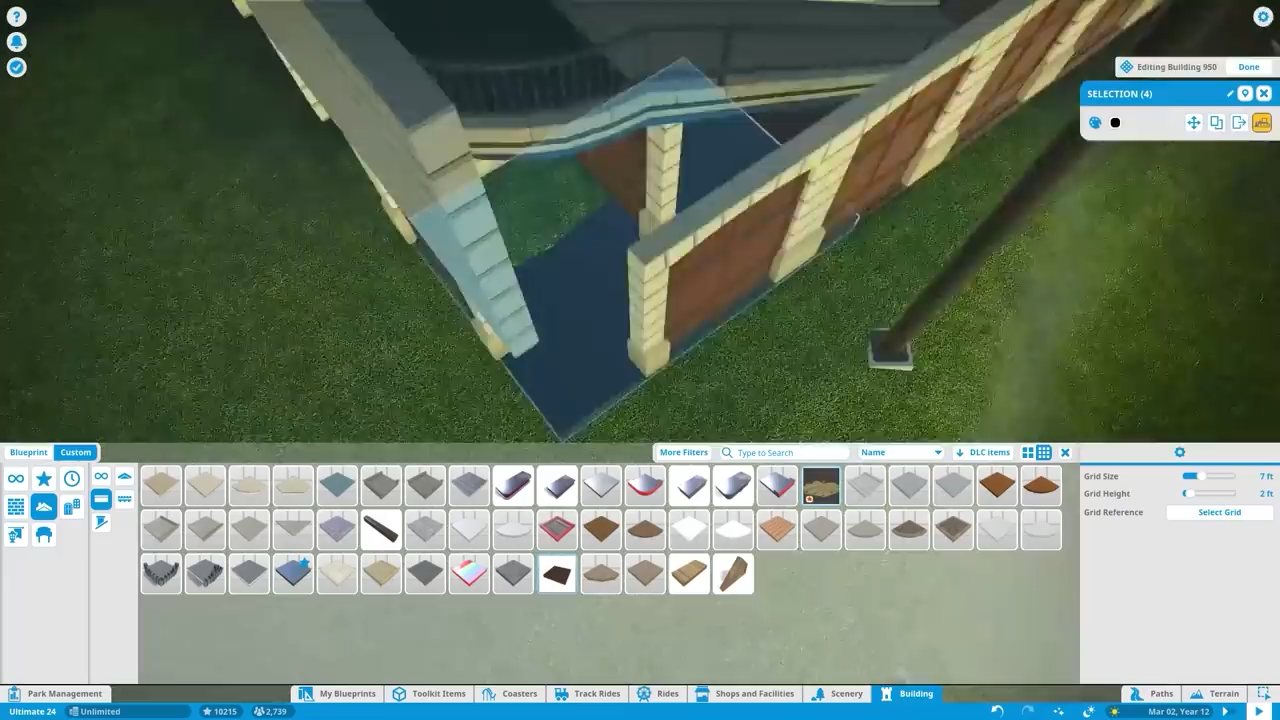 ?
Editing Building 950 Done
SELECTION (4)
Blueprint Custom More Filters Type to Search Name DLC items
Grid Size 7 ft
Grid Height 2 ft
Grid Reference Select Grid
Park Management My Blueprints Toolkit Items Coasters Track Rides Rides Shops and Facilities Scenery Building Paths Terrain
Ultimate 24 Unlimited 10215 2,739 Mar 02, Year 12